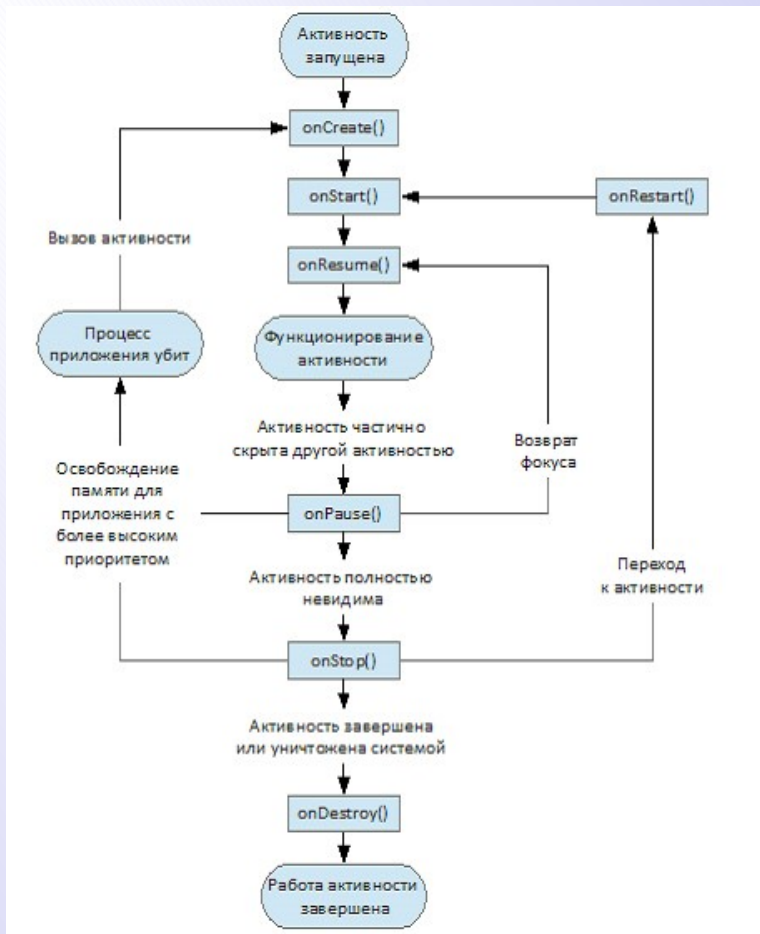 Активность
запущена
onCreate()
onStart()
onRestart()
Вызов активности
onResume()
Процесс
приложения убит
Функционирование
активности
Активность частично
скрыта другой активностью
Возврат
фокуса
Освобождение
памяти для
приложения с
более высоким
приоритетом
onPause()
Активность полностью
невидима
Переход
к активности
onStop()
Активность завершена
или уничтожена системой
onDestroy()
Работа активности
завершена